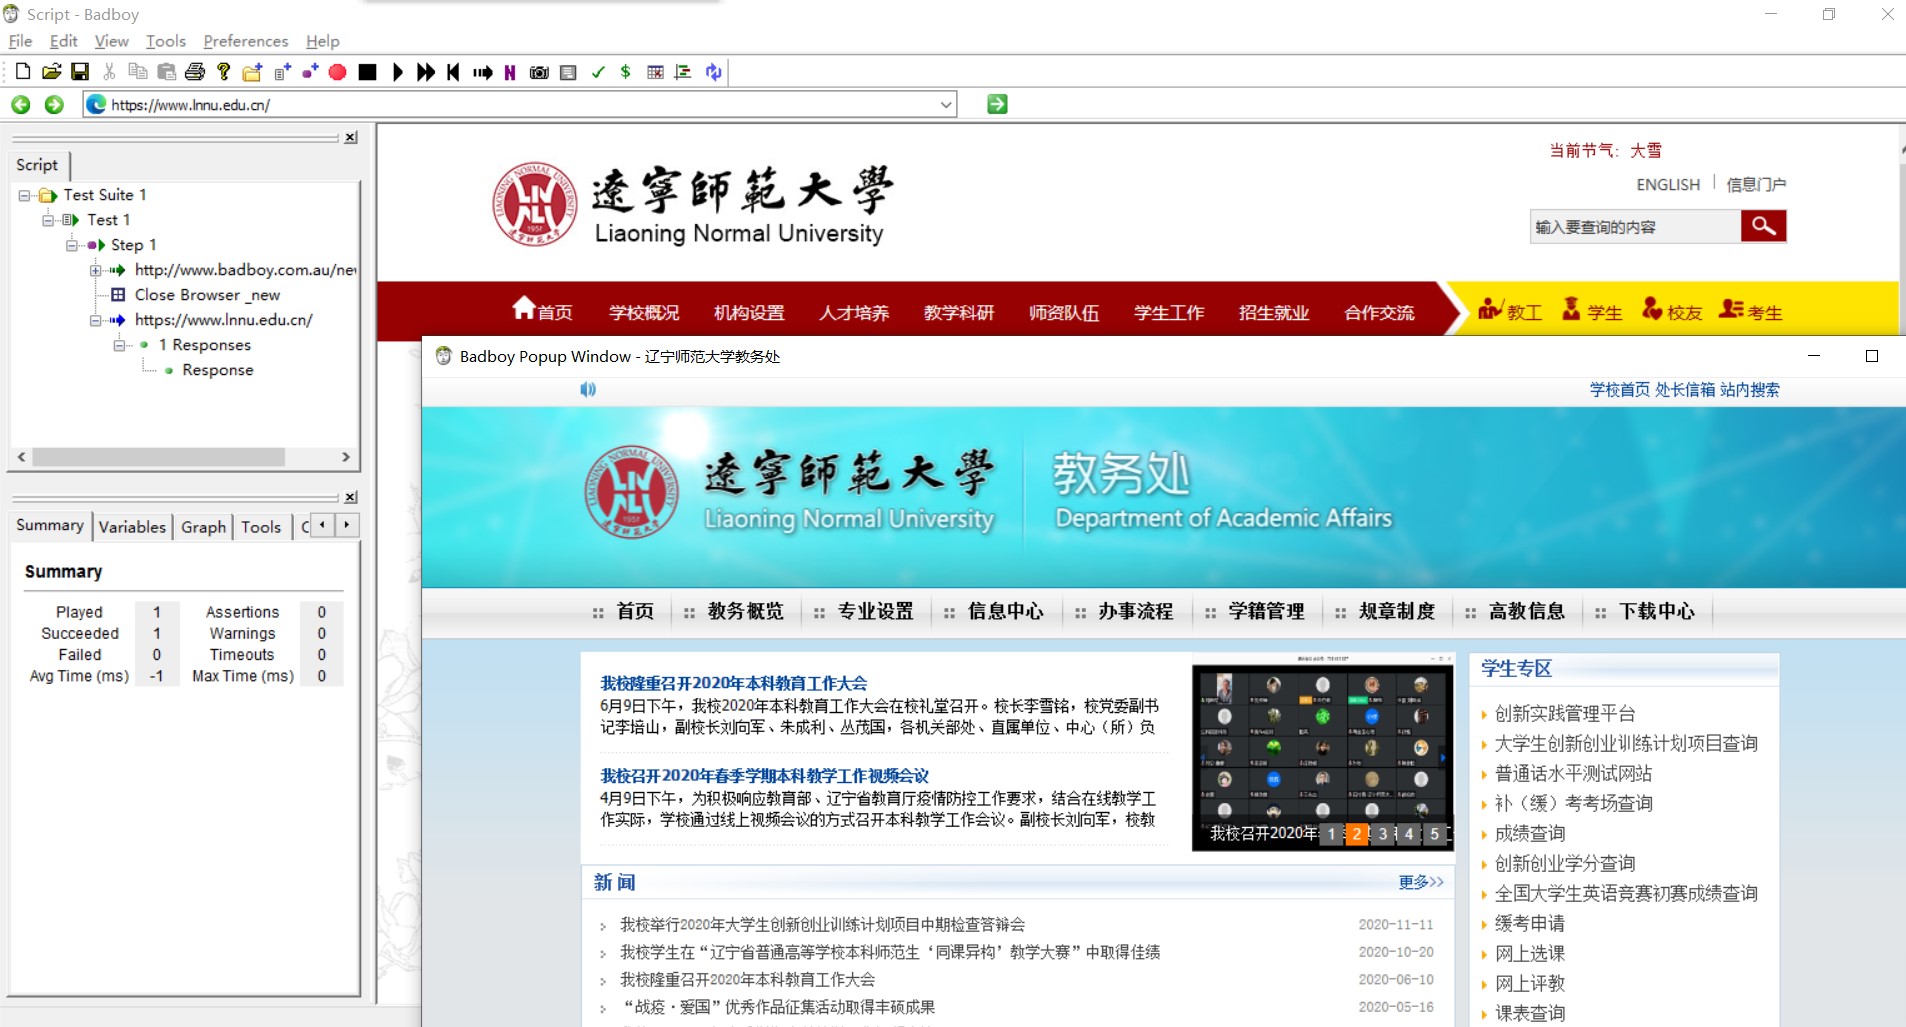 Script - Badboy
File Edit View Tools Preferences Help
https://www.lnnu.edu.cn/
Script
Test Suite 1
Test 1
Step 1
http://www.badboy.com.au/ne
Close Browser _new
https://www.lnnu.edu.cn/
1 Responses
Response
Summary Variables Graph Tools C
Summary
Played 1 Assertions 0
Succeeded 1 Warnings 0
Failed 0 Timeouts 0
Avg Time (ms) -1 Max Time (ms) 0
当前节气：大雪
ENGLISH 信息门户
遼寧師範大學
Liaoning Normal University
输入要查询的内容
首页 学校概况 机构设置 人才培养 教学科研 师资队伍 学生工作 招生就业 合作交流 教工 学生 校友 考生
Badboy Popup Window - 辽宁师范大学教务处
学校首页 处长信箱 站内搜索
遼寧師範大學 教务处
Liaoning Normal University Department of Academic Affairs
首页 教务概览 专业设置 信息中心 办事流程 学籍管理 规章制度 高教信息 下载中心
我校隆重召开2020年本科教育工作大会
6月9日下午，我校2020年本科教育工作大会在校礼堂召开。校长李雪铭，校党委副书
记李培山，副校长刘向军、朱成利、丛茂国，各机关部处、直属单位、中心（所）负
我校召开2020年春季学期本科教学工作视频会议
4月9日下午，为积极响应教育部、辽宁省教育厅疫情防控工作要求，结合在线教学工
作实际，学校通过线上视频会议的方式召开本科教学工作会议。副校长刘向军，校教
我校召开2020年
1 2 3 4 5
新闻 更多>>
我校举行2020年大学生创新创业训练计划项目中期检查答辩会 2020-11-11
我校学生在“辽宁省普通高等学校本科师范生‘同课异构’教学大赛”中取得佳绩 2020-10-20
我校隆重召开2020年本科教育工作大会 2020-06-10
“战疫·爱国”优秀作品征集活动取得丰硕成果 2020-05-16
学生专区
创新实践管理平台
大学生创新创业训练计划项目查询
普通话水平测试网站
补（缓）考考场查询
成绩查询
创新创业学分查询
全国大学生英语竞赛初赛成绩查询
缓考申请
网上选课
网上评教
课表查询